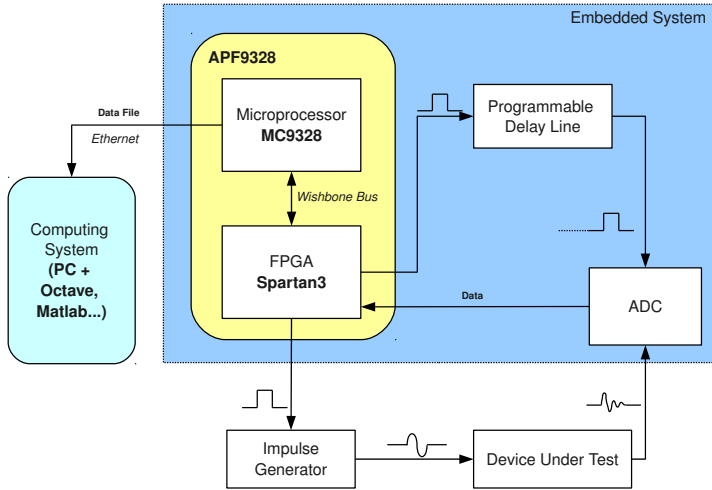 Embedded System
APF9328
Microprocessor
MC9328
Programmable
Delay Line
Data File
Ethernet
Wishbone Bus
Computing
System
(PC +
Octave,
Matlab...)
FPGA
Spartan3
Data
ADC
Impulse
Generator
Device Under Test